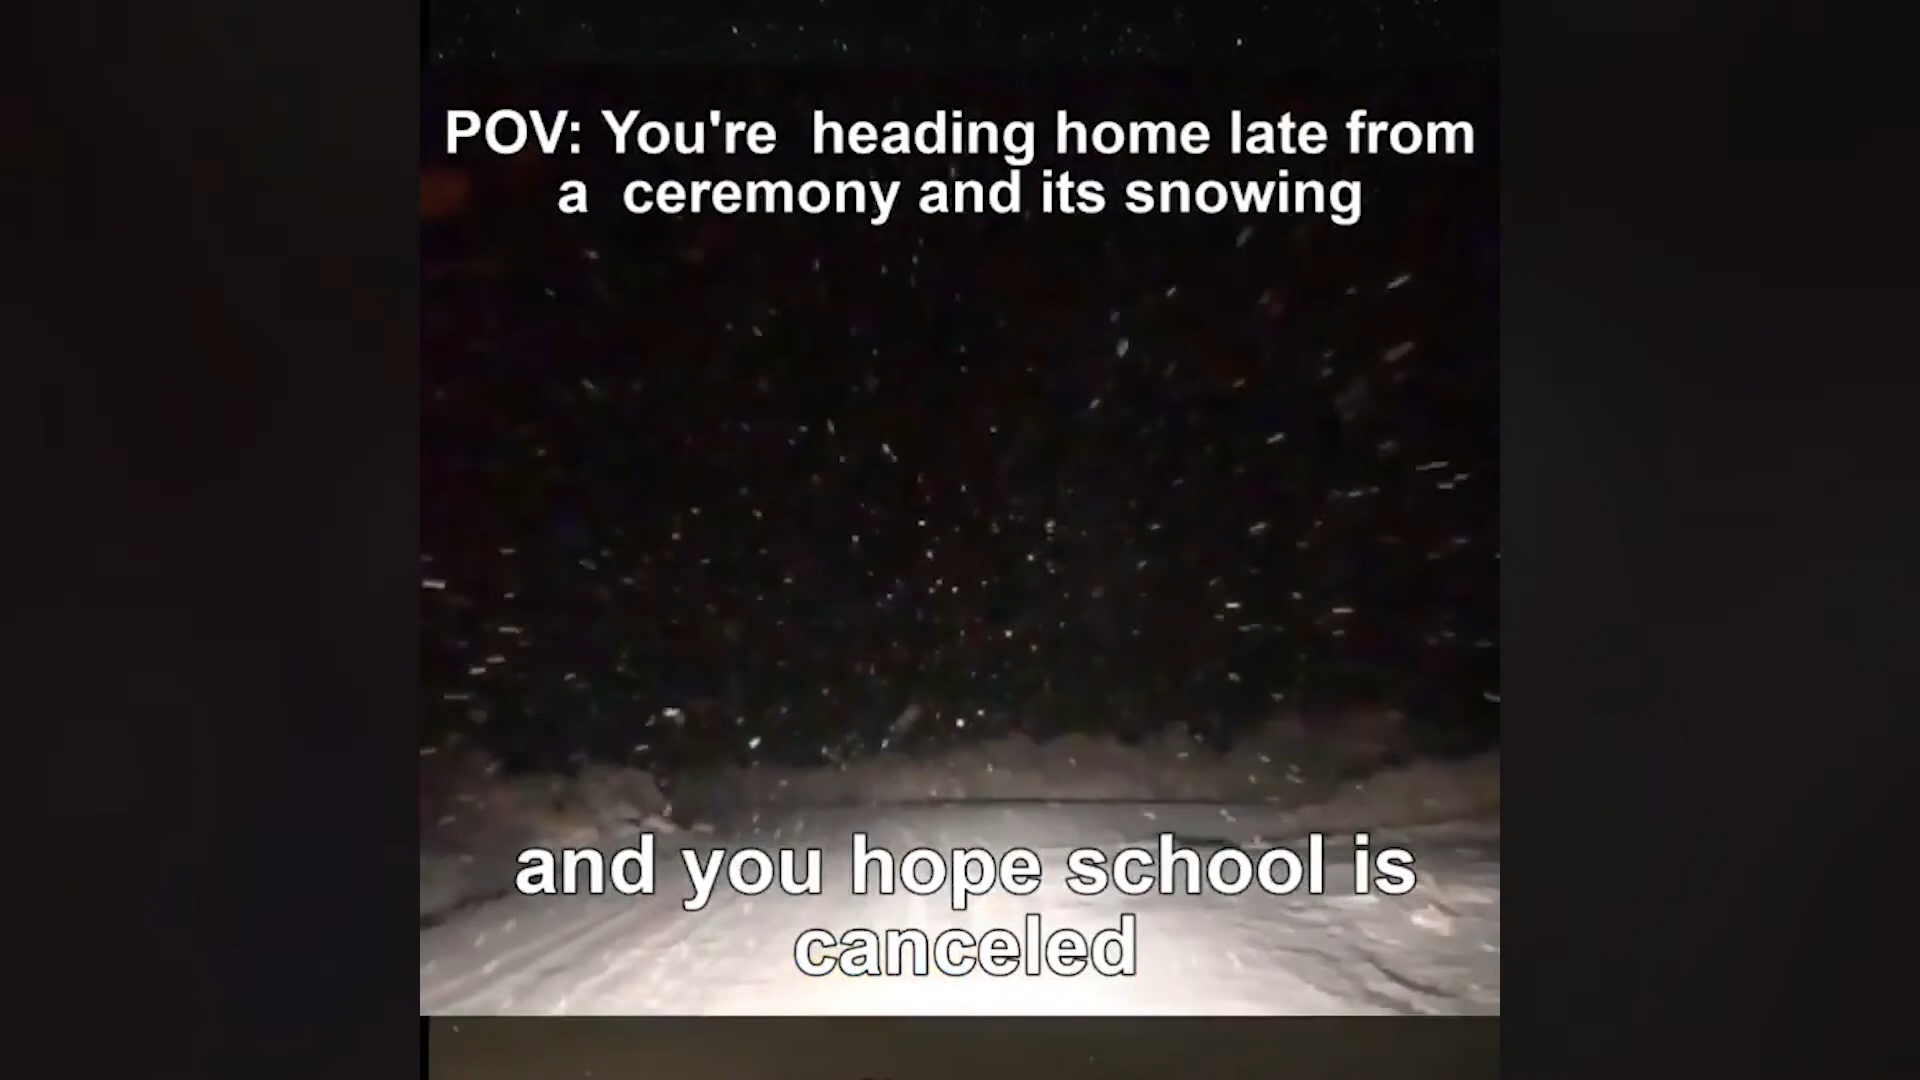 POV: You're  heading home late from
a  ceremony and its snowing
and you hope school is
canceled